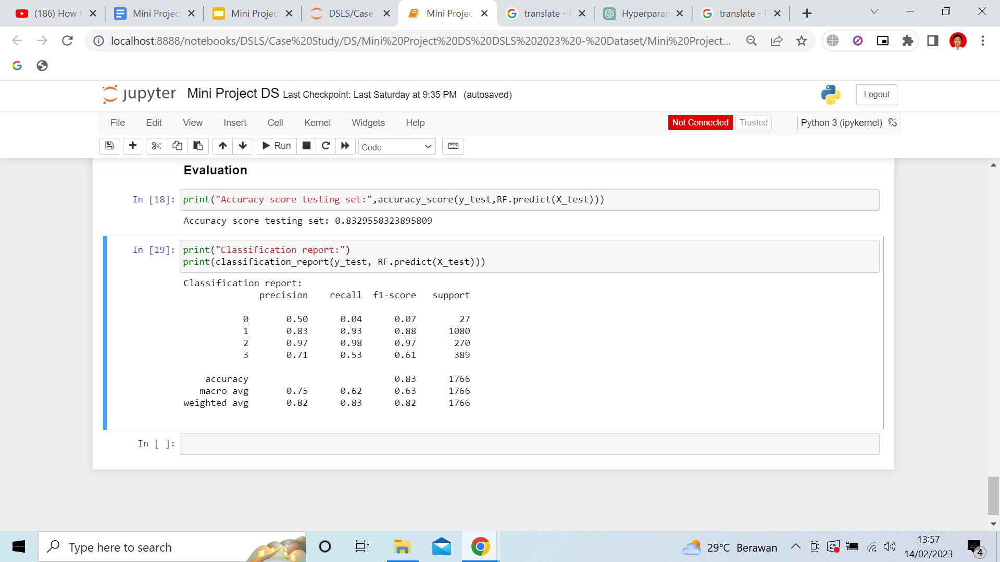 (186) How t
Mini Projec
Mini Projec
DSLS/Case
Mini Projec
translate -
Hyperparan
translate -
localhost:8888/notebooks/DSLS/Case%20Study/DS/Mini%20Project%20DS%20DSLS%202023%20-%20Dataset/Mini%20Project...
jupyter Mini Project DS Last Checkpoint: Last Saturday at 9:35 PM (autosaved)
Logout
File Edit View Insert Cell Kernel Widgets Help
Not Connected Trusted Python 3 (ipykernel)
Run Code
Evaluation
In [18]: print("Accuracy score testing set:",accuracy_score(y_test,RF.predict(X_test)))
Accuracy score testing set: 0.8329558323895809
In [19]: print("Classification report:")
print(classification_report(y_test, RF.predict(X_test)))
Classification report:
precision recall f1-score support
0 0.50 0.04 0.07 27
1 0.83 0.93 0.88 1080
2 0.97 0.98 0.97 270
3 0.71 0.53 0.61 389
accuracy 0.83 1766
macro avg 0.75 0.62 0.63 1766
weighted avg 0.82 0.83 0.82 1766
In [ ]:
Type here to search
29°C Berawan
13:57
14/02/2023
4